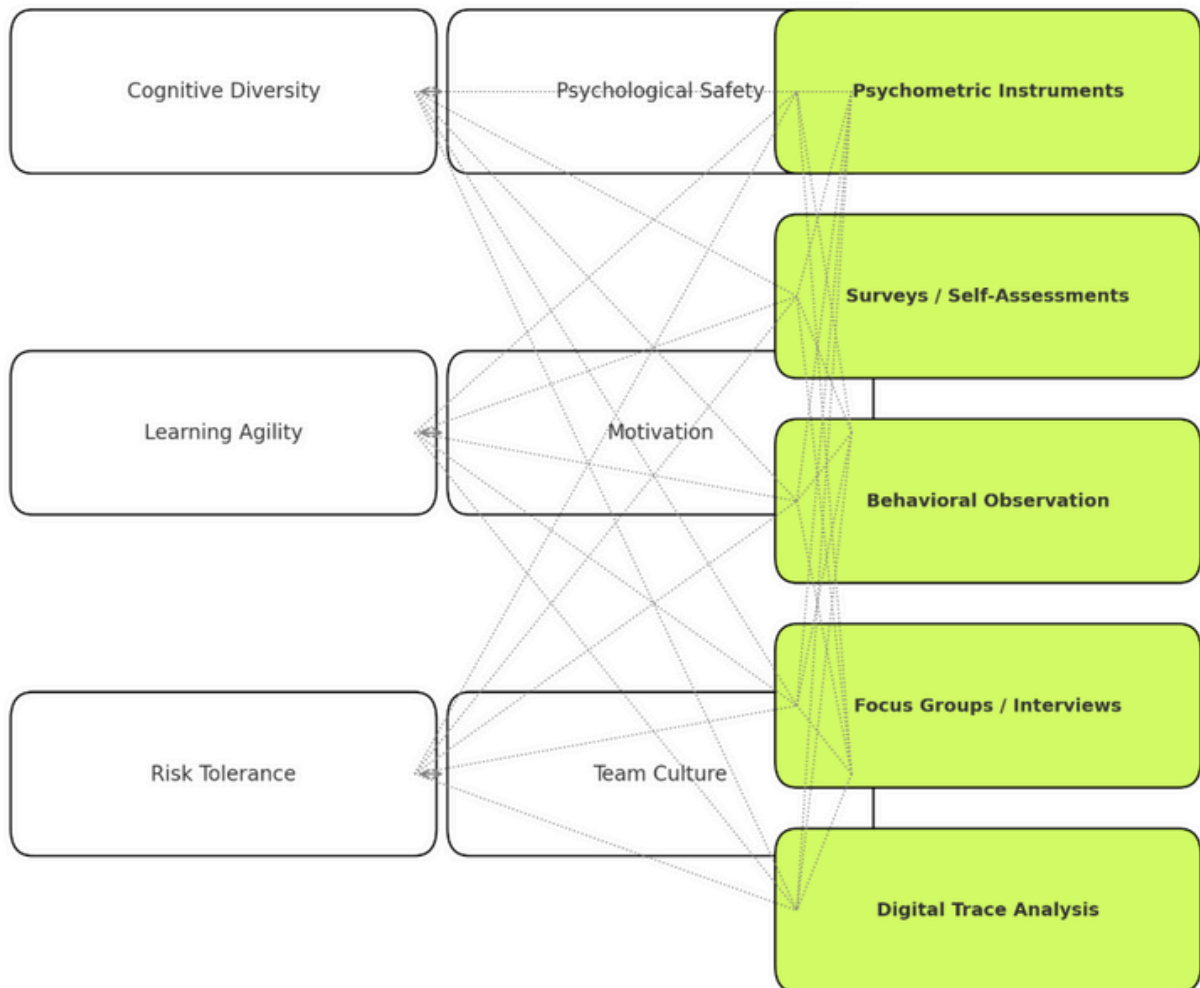 Cognitive Diversity
Psychological Safety
Psychometric Instruments
Surveys / Self-Assessments
Learning Agility
Motivation
Behavioral Observation
Focus Groups / Interviews
Risk Tolerance
Team Culture
Digital Trace Analysis